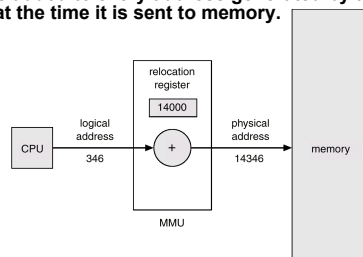 at the time it is sent to memory.
relocation
register
14000
logical
address
346
CPU
+
physical
address
14346
memory
MMU